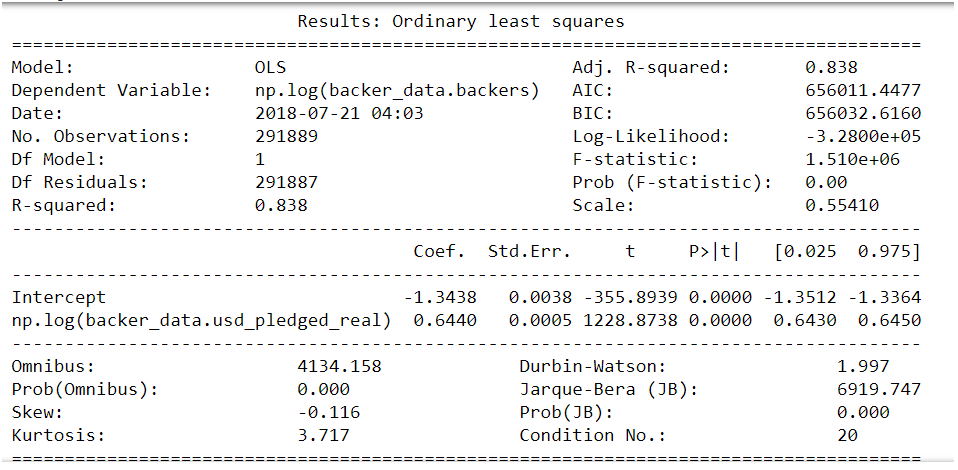 Results: Ordinary least squares
==============================================================================
Model: OLS Adj. R-squared: 0.838
Dependent Variable: np.log(backer_data.backers) AIC: 656011.4477
Date: 2018-07-21 04:03 BIC: 656032.6160
No. Observations: 291889 Log-Likelihood: -3.2800e+05
Df Model: 1 F-statistic: 1.510e+06
Df Residuals: 291887 Prob (F-statistic): 0.00
R-squared: 0.838 Scale: 0.55410
------------------------------------------------------------------------------
Coef. Std.Err. t P>|t| [0.025 0.975]
------------------------------------------------------------------------------
Intercept -1.3438 0.0038 -355.8939 0.0000 -1.3512 -1.3364
np.log(backer_data.usd_pledged_real) 0.6440 0.0005 1228.8738 0.0000 0.6430 0.6450
------------------------------------------------------------------------------
Omnibus: 4134.158 Durbin-Watson: 1.997
Prob(Omnibus): 0.000 Jarque-Bera (JB): 6919.747
Skew: -0.116 Prob(JB): 0.000
Kurtosis: 3.717 Condition No.: 20
==============================================================================